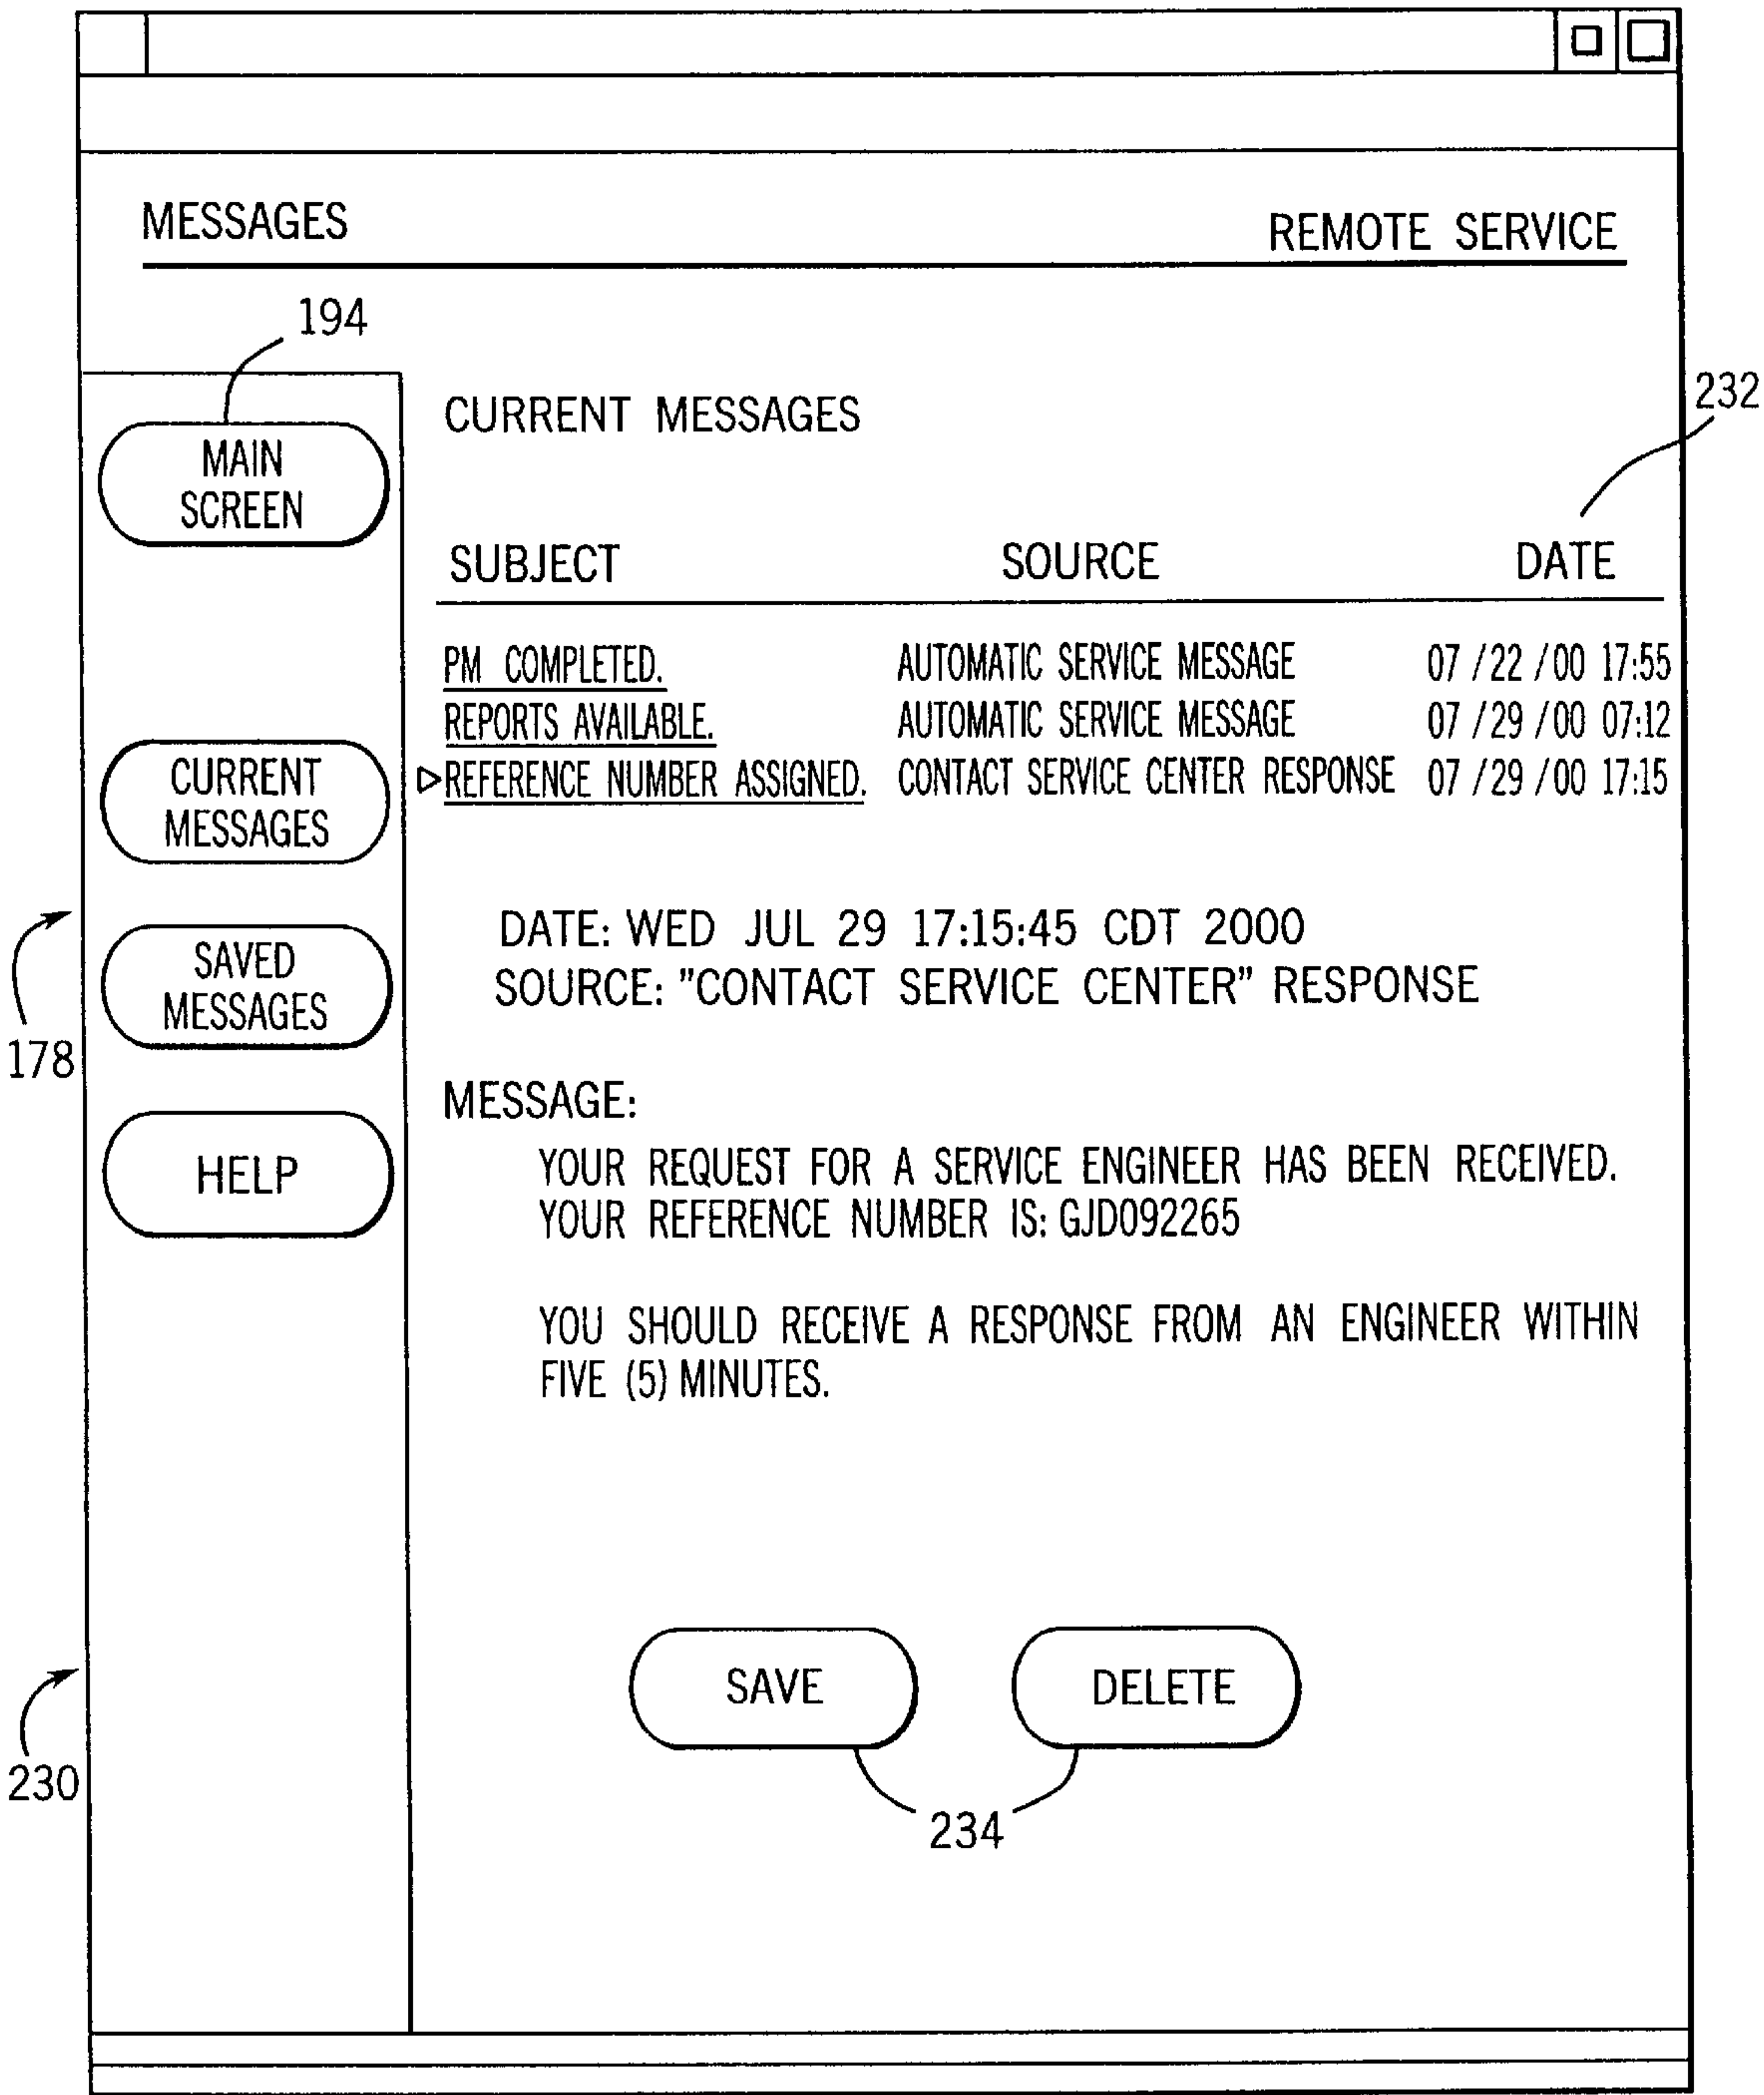 MESSAGES
REMOTE SERVICE
194
232
MAIN
SCREEN
CURRENT MESSAGES
SUBJECT SOURCE DATE
PM COMPLETED. AUTOMATIC SERVICE MESSAGE 07 /22 /00 17:55
REPORTS AVAILABLE. AUTOMATIC SERVICE MESSAGE 07 /29 /00 07:12
REFERENCE NUMBER ASSIGNED. CONTACT SERVICE CENTER RESPONSE 07 /29 /00 17:15
CURRENT
MESSAGES
SAVED
MESSAGES
HELP
178
DATE: WED JUL 29 17:15:45 CDT 2000
SOURCE: "CONTACT SERVICE CENTER" RESPONSE
MESSAGE:
YOUR REQUEST FOR A SERVICE ENGINEER HAS BEEN RECEIVED.
YOUR REFERENCE NUMBER IS: GJD092265
YOU SHOULD RECEIVE A RESPONSE FROM AN ENGINEER WITHIN
FIVE (5) MINUTES.
SAVE DELETE
230
234